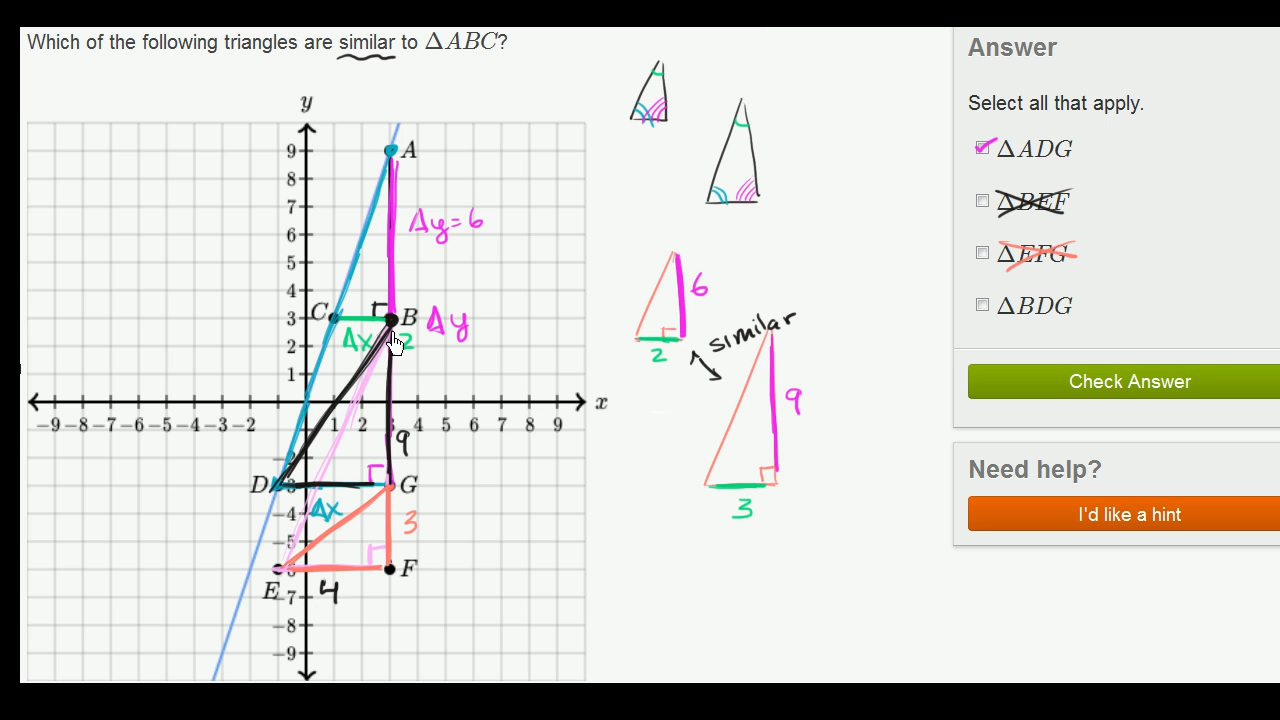 Which of the following triangles are similar to ΔABC?
y
9
A
8
7
Δy=6
6
5
4
3
C
B
Δy
2
Δx
2
1
x
−9 −8 −7 −6 −5 −4 −3 −2
1 2 3 4 5 6 7 8 9
9
D
G
−4
Δx
3
−5
F
E
−7
4
−8
−9
6
2
similar
9
3
Answer
Select all that apply.
ΔADG
ΔBEF
ΔEFG
ΔBDG
Check Answer
Need help?
I'd like a hint